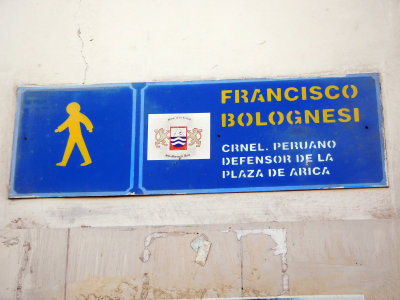 FRANCISCO
BOLOGNESI
CRNEL. PERUANO
DEFENSOR DE LA
PLAZA DE ARICA